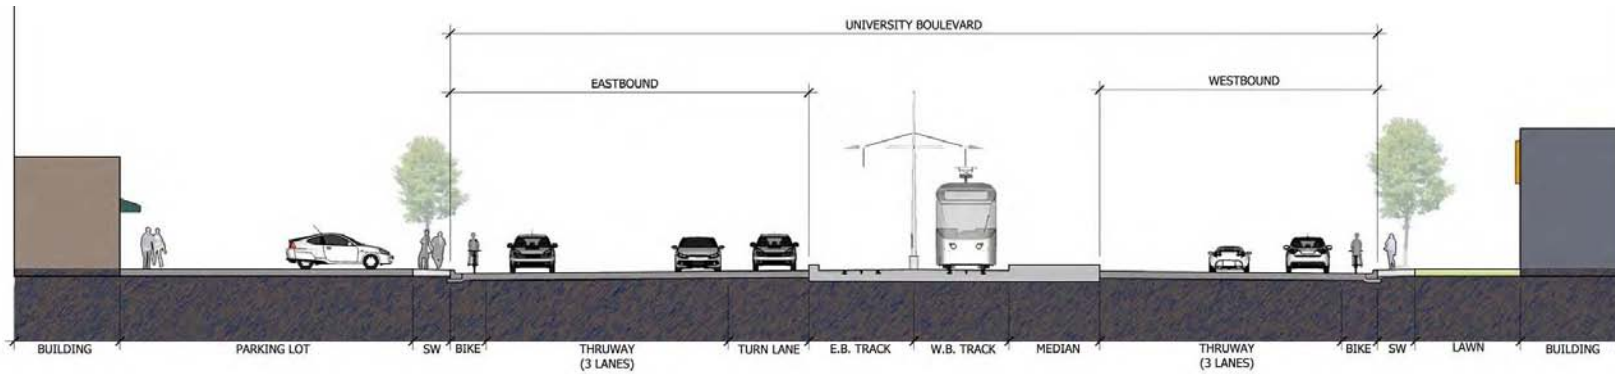 UNIVERSITY BOULEVARD
EASTBOUND
WESTBOUND
BUILDING
PARKING LOT
SW
BIKE
THRUWAY
(3 LANES)
TURN LANE
E.B. TRACK
W.B. TRACK
MEDIAN
THRUWAY
(3 LANES)
BIKE
SW
LAWN
BUILDING